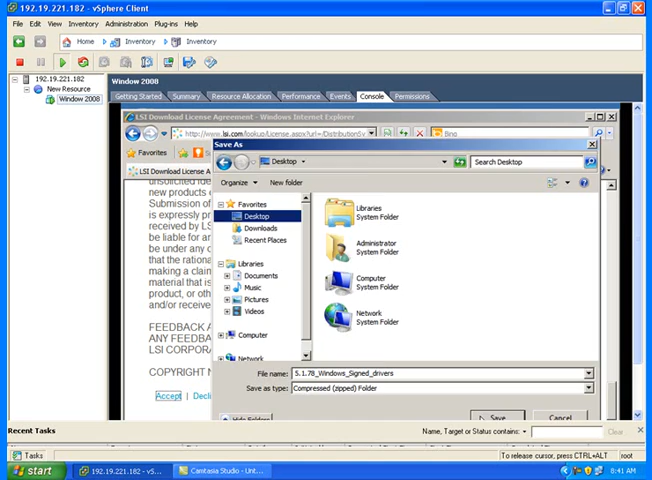 192.19.221.182 - vSphere Client
File Edit View Inventory Administration Plug-ins Help
Home Inventory Inventory
192.19.221.182
New Resource
Window 2008
Window 2008
Getting Started Summary Resource Allocation Performance Events Console Permissions
LSI Download License Agreement - Windows Internet Explorer
http://www.lsi.com/lookup/License.aspx?url=/DistributionSy
Bing
Favorites
LSI Download License A
Save As
Desktop
Search Desktop
Organize New folder
Favorites
Desktop
Downloads
Recent Places
Libraries
Documents
Music
Pictures
Videos
Computer
Network
Libraries
System Folder
Administrator
System Folder
Computer
System Folder
Network
System Folder
File name: 5.1.78_Windows_Signed_drivers
Save as type: Compressed (zipped) Folder
Hide Folders Save Cancel
unsolicited
new products
Submission of
is expressly p
received by LS
be liable for an
be under any c
that the rationa
making a claim
material that is
product, or oth
and/or receive
FEEDBACK A
ANY FEEDBA
LSI CORPORA
COPYRIGHT N
Accept | Decli
Recent Tasks
Name, Target or Status contains: Clear
Tasks
To release cursor, press CTRL+ALT root
start
192.19.221.182 - vS...
Camtasia Studio - Unt...
8:41 AM